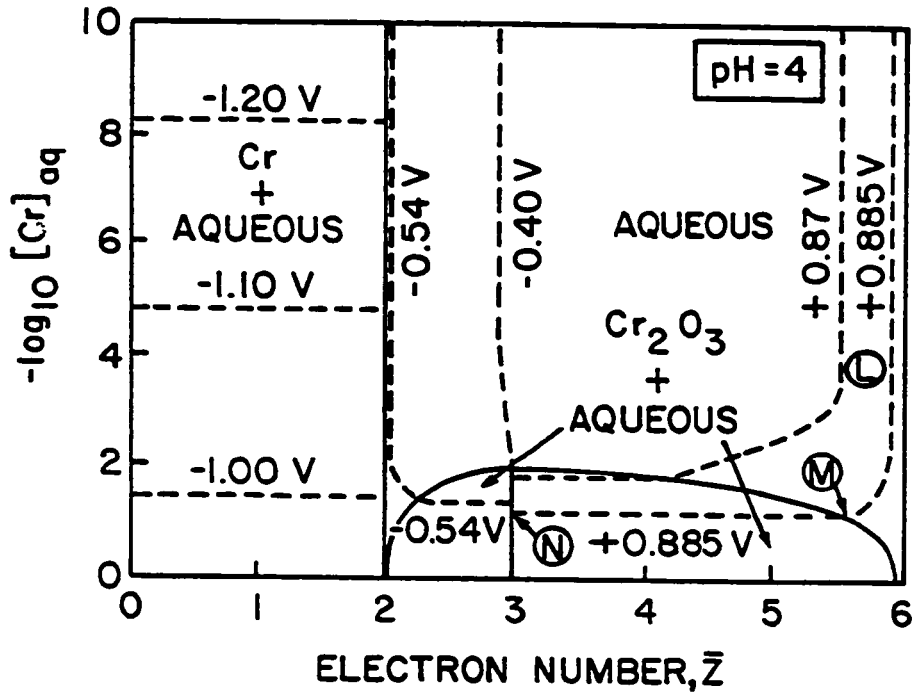 10
8
6
4
2
0
-log10 [Cr]aq
pH = 4
-1.20 V
Cr
+
AQUEOUS
-1.10 V
-1.00 V
-0.54 V
-0.40 V
AQUEOUS
+0.87 V
+0.885 V
Cr2O3
+
AQUEOUS
L
M
-0.54V
N
+0.885 V
0
1
2
3
4
5
6
ELECTRON NUMBER, Z̄